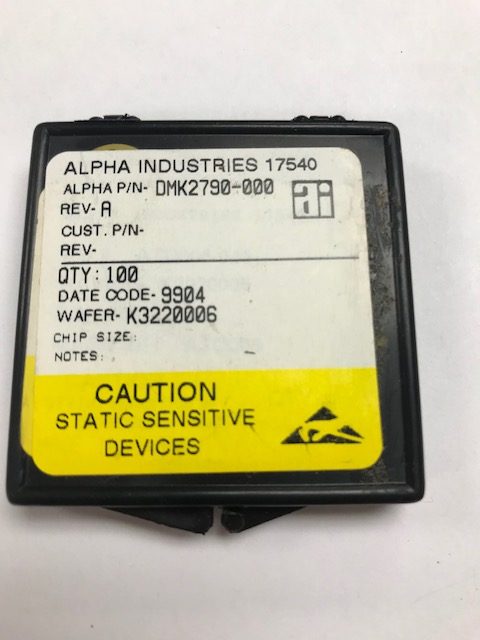 ALPHA INDUSTRIES 17540
ALPHA P/N- DMK2790-000
ai
REV- A
CUST. P/N-
REV-
QTY: 100
DATE CODE- 9904
WAFER- K3220006
CHIP SIZE:
NOTES:
CAUTION
STATIC SENSITIVE
DEVICES